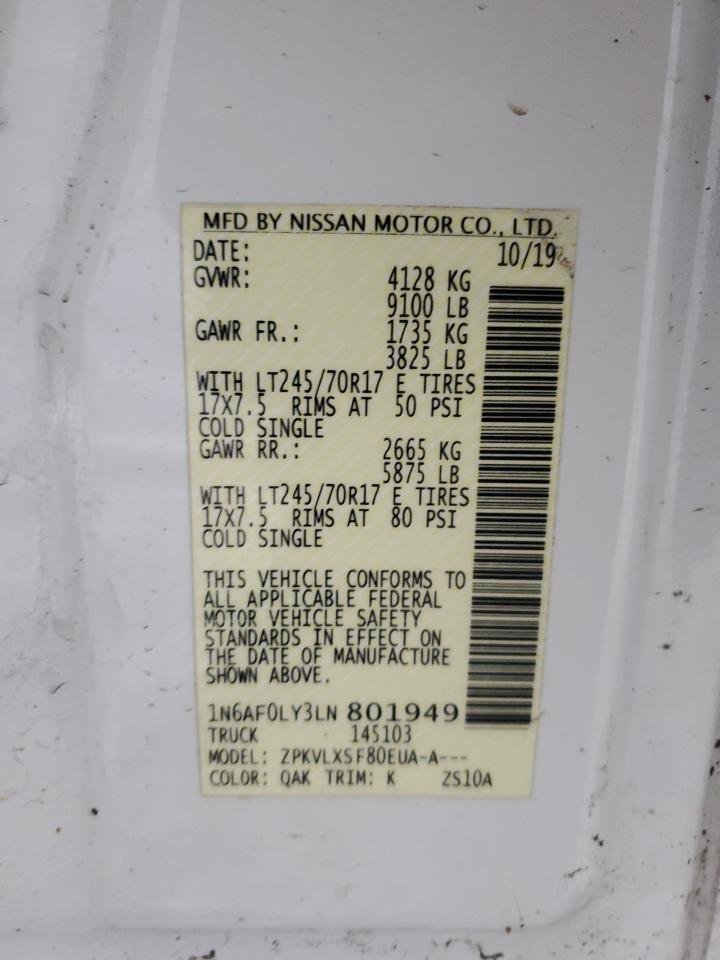 MFD BY NISSAN MOTOR CO., LTD.
DATE: 10/19
GVWR: 4128 KG
9100 LB
GAWR FR.: 1735 KG
3825 LB
WITH LT245/70R17 E TIRES
17X7.5 RIMS AT 50 PSI
COLD SINGLE
GAWR RR.: 2665 KG
5875 LB
WITH LT245/70R17 E TIRES
17X7.5 RIMS AT 80 PSI
COLD SINGLE
THIS VEHICLE CONFORMS TO
ALL APPLICABLE FEDERAL
MOTOR VEHICLE SAFETY
STANDARDS IN EFFECT ON
THE DATE OF MANUFACTURE
SHOWN ABOVE.
1N6AF0LY3LN 801949
TRUCK 145103
MODEL: ZPKVLXSF80EUA-A---
COLOR: QAK TRIM: K ZS10A